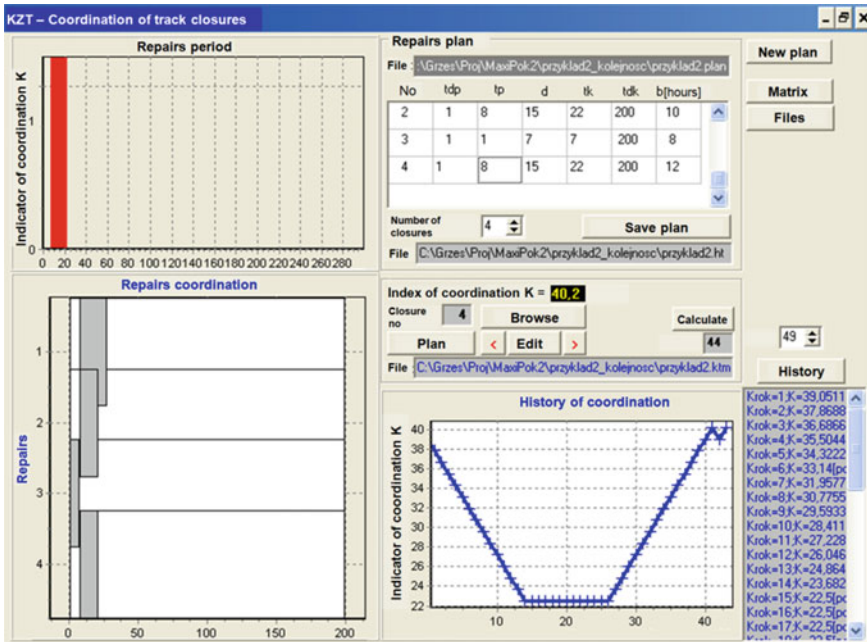 KZT – Coordination of track closures
Repairs period
Indicator of coordination K
1
0
0 20 40 60 80 100 120 140 160 180 200 220 240 260 280
Repairs plan
File : :\Grzes\Proj\MaxiPok2\przyklad2_kolejnosc\przyklad2.plan
No tdp tp d tk tdk b[hours]
2 1 8 15 22 200 10
3 1 1 7 7 200 8
4 1 8 15 22 200 12
Number of closures 4 Save plan
File C:\Grzes\Proj\MaxiPok2\przyklad2_kolejnosc\przyklad2.ht
New plan
Matrix
Files
Repairs coordination
Repairs
1
2
3
4
0 50 100 150 200
Index of coordination K = 40,2
Closure no 4 Browse Calculate
Plan < Edit > 44
File : C:\Grzes\Proj\MaxiPok2\przyklad2_kolejnosc\przyklad2.ktm
49
History
History of coordination
Indicator of coordination K
40
38
36
34
32
30
28
26
24
22
10 20 30 40
Krok=1;K=39,0511
Krok=2;K=37,8688
Krok=3;K=36,6866
Krok=4;K=35,5044
Krok=5;K=34,3222
Krok=6;K=33,14[po
Krok=7;K=31,9577
Krok=8;K=30,7755
Krok=9;K=29,5933
Krok=10;K=28,411
Krok=11;K=27,228
Krok=12;K=26,046
Krok=13;K=24,864
Krok=14;K=23,682
Krok=15;K=22,5[po
Krok=16;K=22,5[po
Krok=17;K=22,5[po